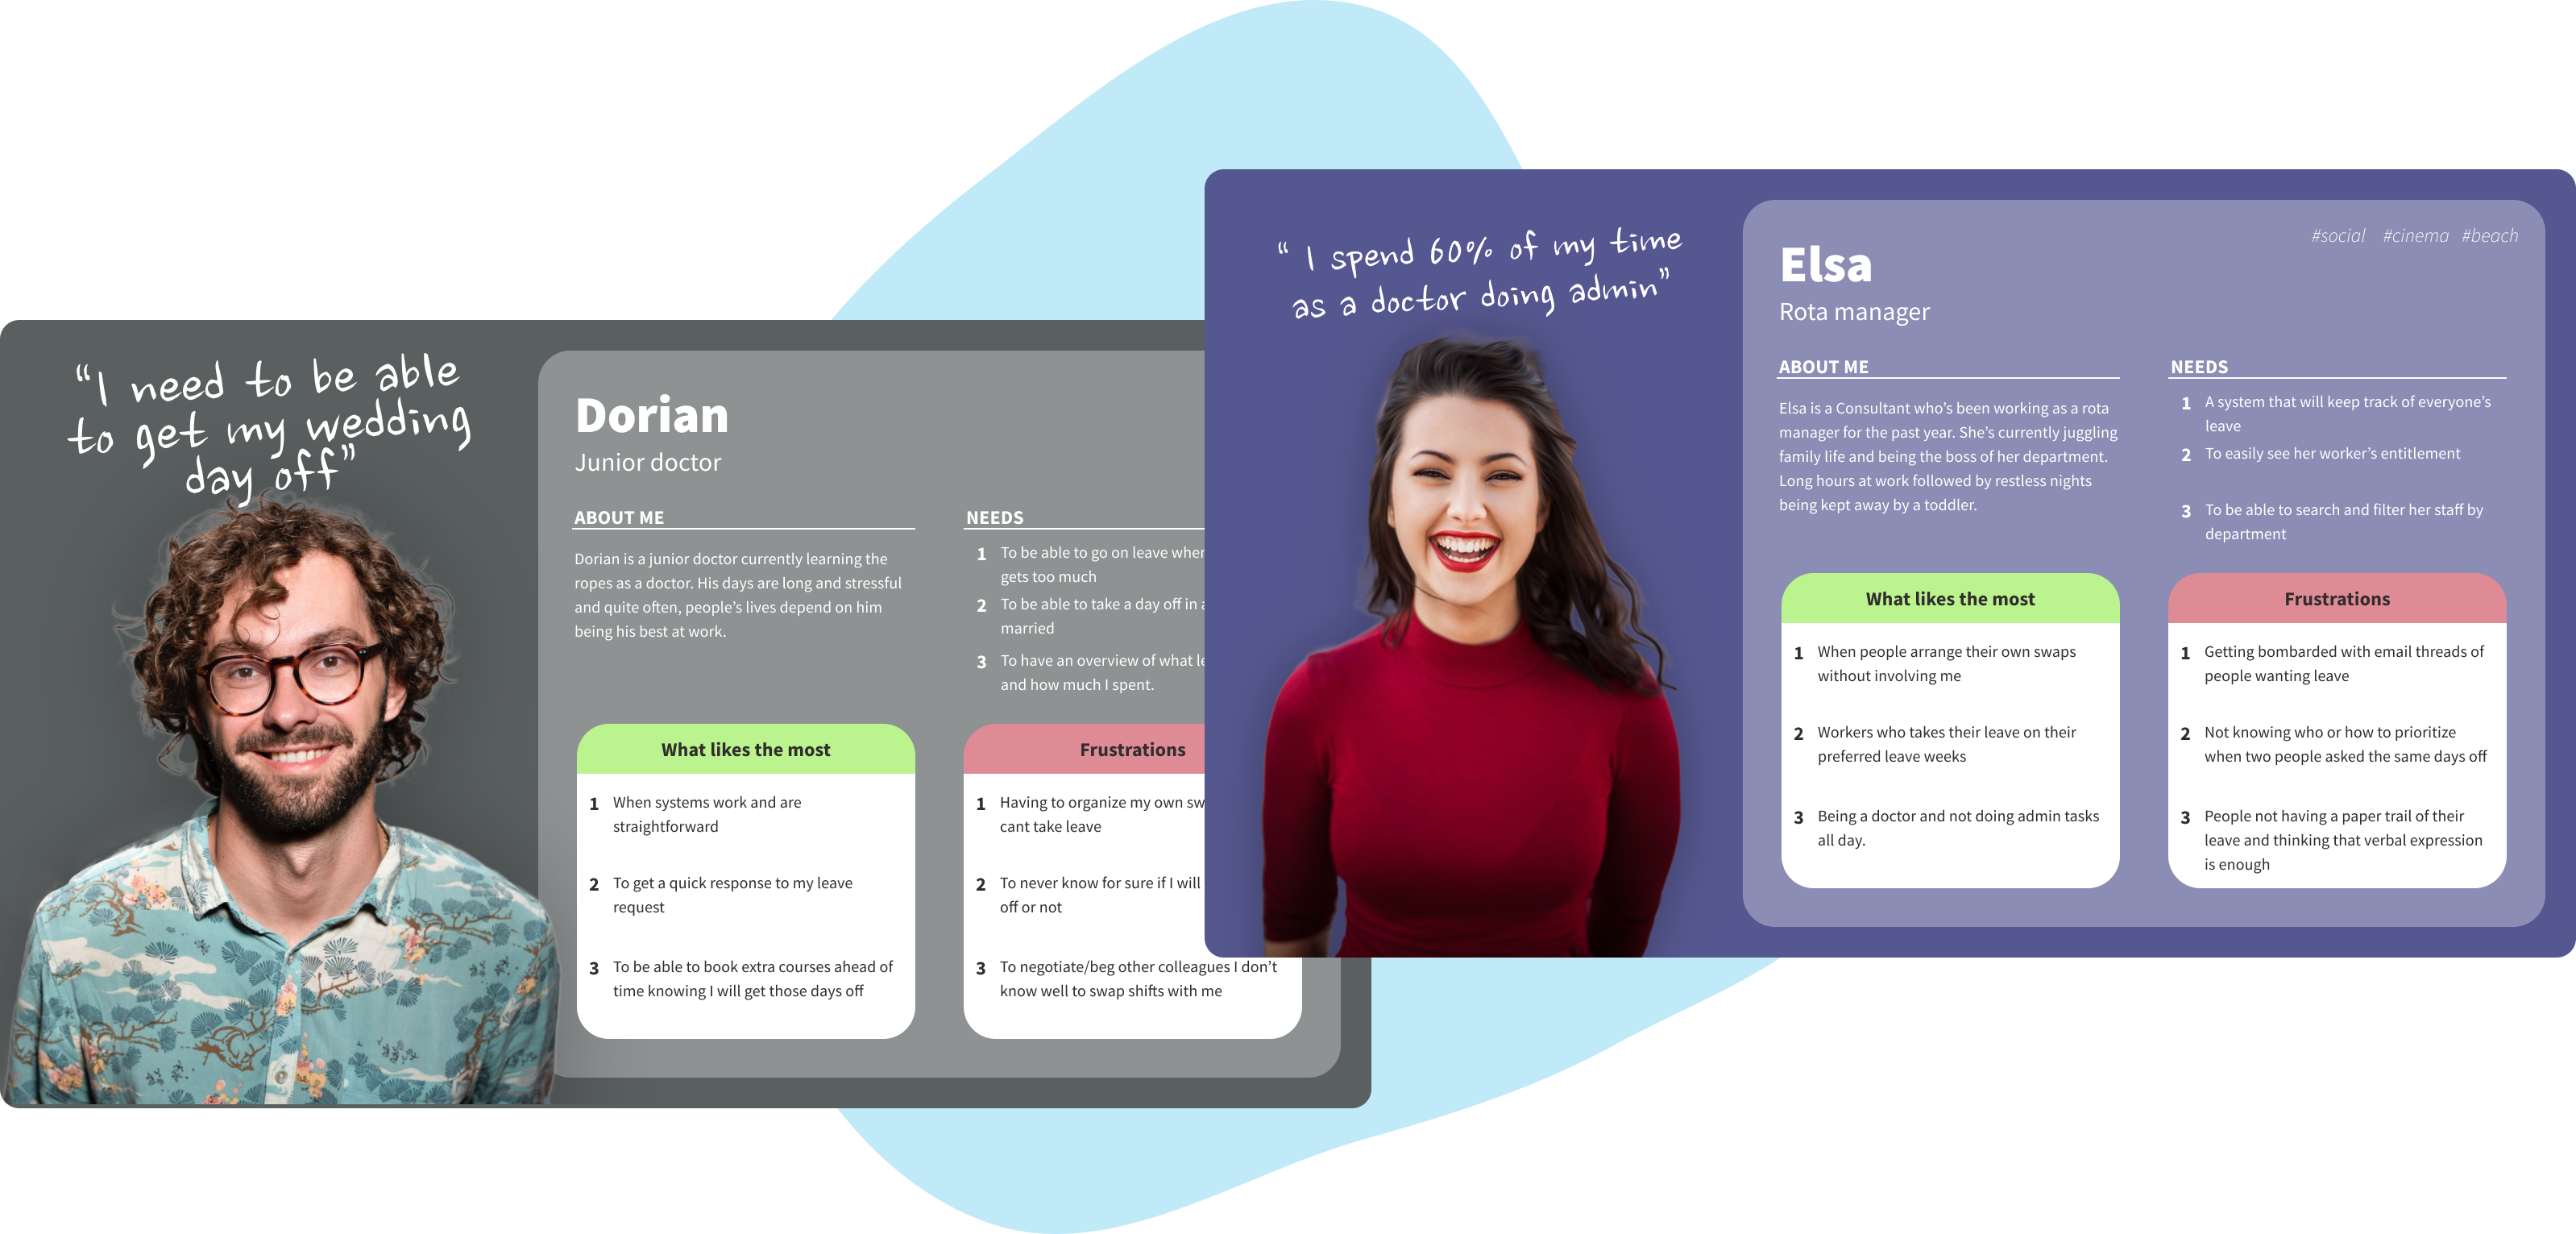 “I need to be able
to get my wedding
day off”
Dorian
Junior doctor
ABOUT ME
Dorian is a junior doctor currently learning the
ropes as a doctor. His days are long and stressful
and quite often, people’s lives depend on him
being his best at work.
NEEDS
1 To be able to go on leave when
gets too much
2 To be able to take a day off in
married
3 To have an overview of what
and how much I spent.
What likes the most
1 When systems work and are
straightforward
2 To get a quick response to my leave
request
3 To be able to book extra courses ahead of
time knowing I will get those days off
Frustrations
1 Having to organize my own
cant take leave
2 To never know for sure if I will
off or not
3 To negotiate/beg other colleagues I don’t
know well to swap shifts with me
“ I spend 60% of my time
as a doctor doing admin”
#social #cinema #beach
Elsa
Rota manager
ABOUT ME
Elsa is a Consultant who’s been working as a rota
manager for the past year. She’s currently juggling
family life and being the boss of her department.
Long hours at work followed by restless nights
being kept away by a toddler.
NEEDS
1 A system that will keep track of everyone’s
leave
2 To easily see her worker’s entitlement
3 To be able to search and filter her staff by
department
What likes the most
1 When people arrange their own swaps
without involving me
2 Workers who takes their leave on their
preferred leave weeks
3 Being a doctor and not doing admin tasks
all day.
Frustrations
1 Getting bombarded with email threads of
people wanting leave
2 Not knowing who or how to prioritize
when two people asked the same days off
3 People not having a paper trail of their
leave and thinking that verbal expression
is enough